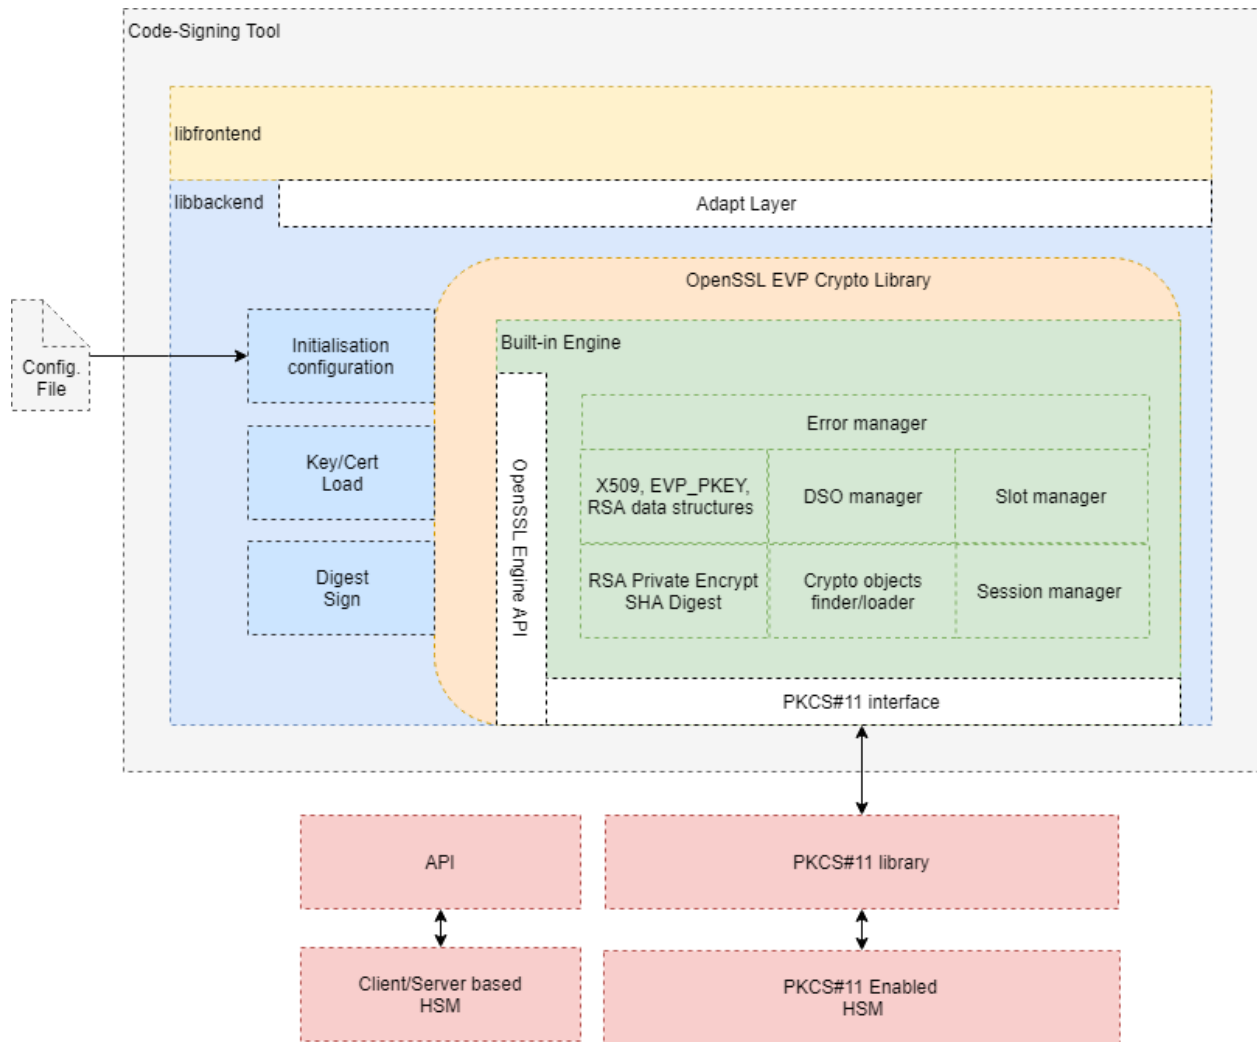 Code-Signing Tool
libfrontend
libbackend
Adapt Layer
OpenSSL EVP Crypto Library
Config.
File
Initialisation
configuration
Built-in Engine
Error manager
Key/Cert
Load
OpenSSL Engine API
X509, EVP_PKEY,
RSA data structures
DSO manager
Slot manager
Digest
Sign
RSA Private Encrypt
SHA Digest
Crypto objects
finder/loader
Session manager
PKCS#11 interface
API
PKCS#11 library
Client/Server based
HSM
PKCS#11 Enabled
HSM